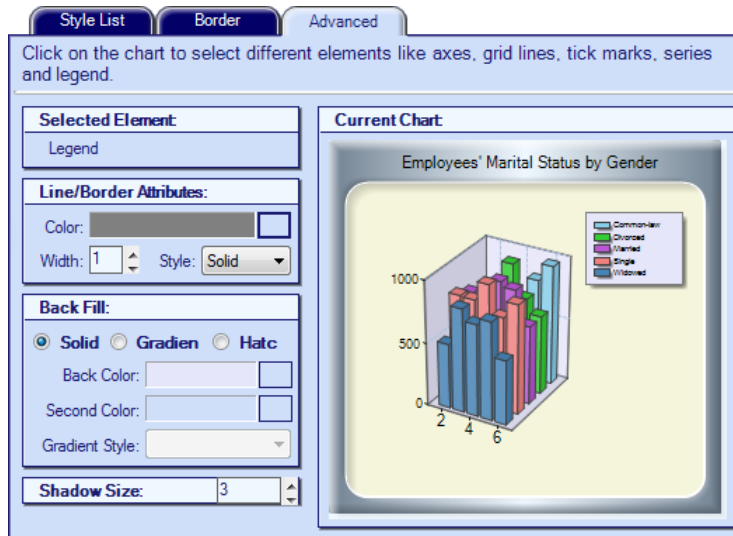 Style List Border Advanced
Click on the chart to select different elements like axes, grid lines, tick marks, series
and legend.
Selected Element:
Legend
Line/Border Attributes:
Color:
Width: 1 Style: Solid
Back Fill:
Solid Gradien Hatc
Back Color:
Second Color:
Gradient Style:
Shadow Size: 3
Current Chart:
Employees' Marital Status by Gender
Common-law
Divorced
Married
Single
Widowed
1000
500
0
2 4 6